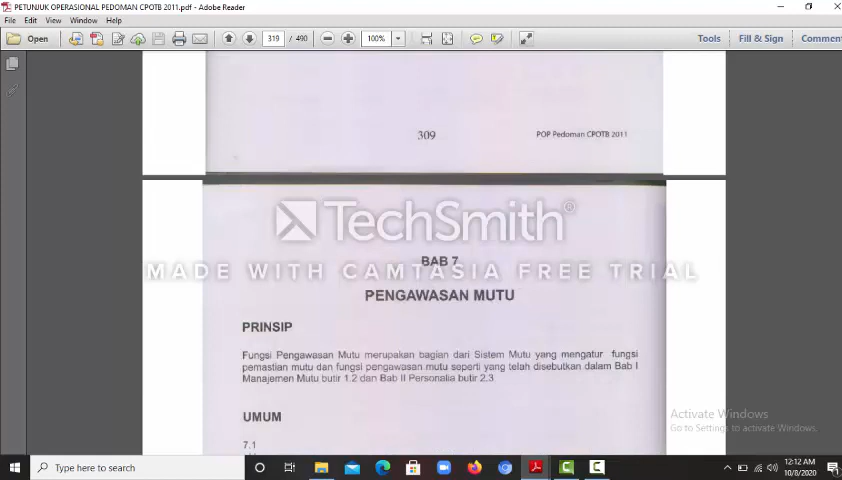 PETUNJUK OPERASIONAL PEDOMAN CPOTB 2011.pdf - Adobe Reader
File Edit View Window Help
Open 319 / 490 100% Tools Fill & Sign Comment
309 POP Pedoman CPOTB 2011
TechSmith®
BAB 7
MADE WITH CAMTASIA FREE TRIAL
PENGAWASAN MUTU
PRINSIP
Fungsi Pengawasan Mutu merupakan bagian dari Sistem Mutu yang mengatur fungsi
pemastian mutu dan fungsi pengawasan mutu seperti yang telah disebutkan dalam Bab I
Manajemen Mutu butir 1.2 dan Bab II Personalia butir 2.3
UMUM
7.1
Activate Windows
Go to Settings to activate Windows.
Type here to search
12:12 AM
10/8/2020